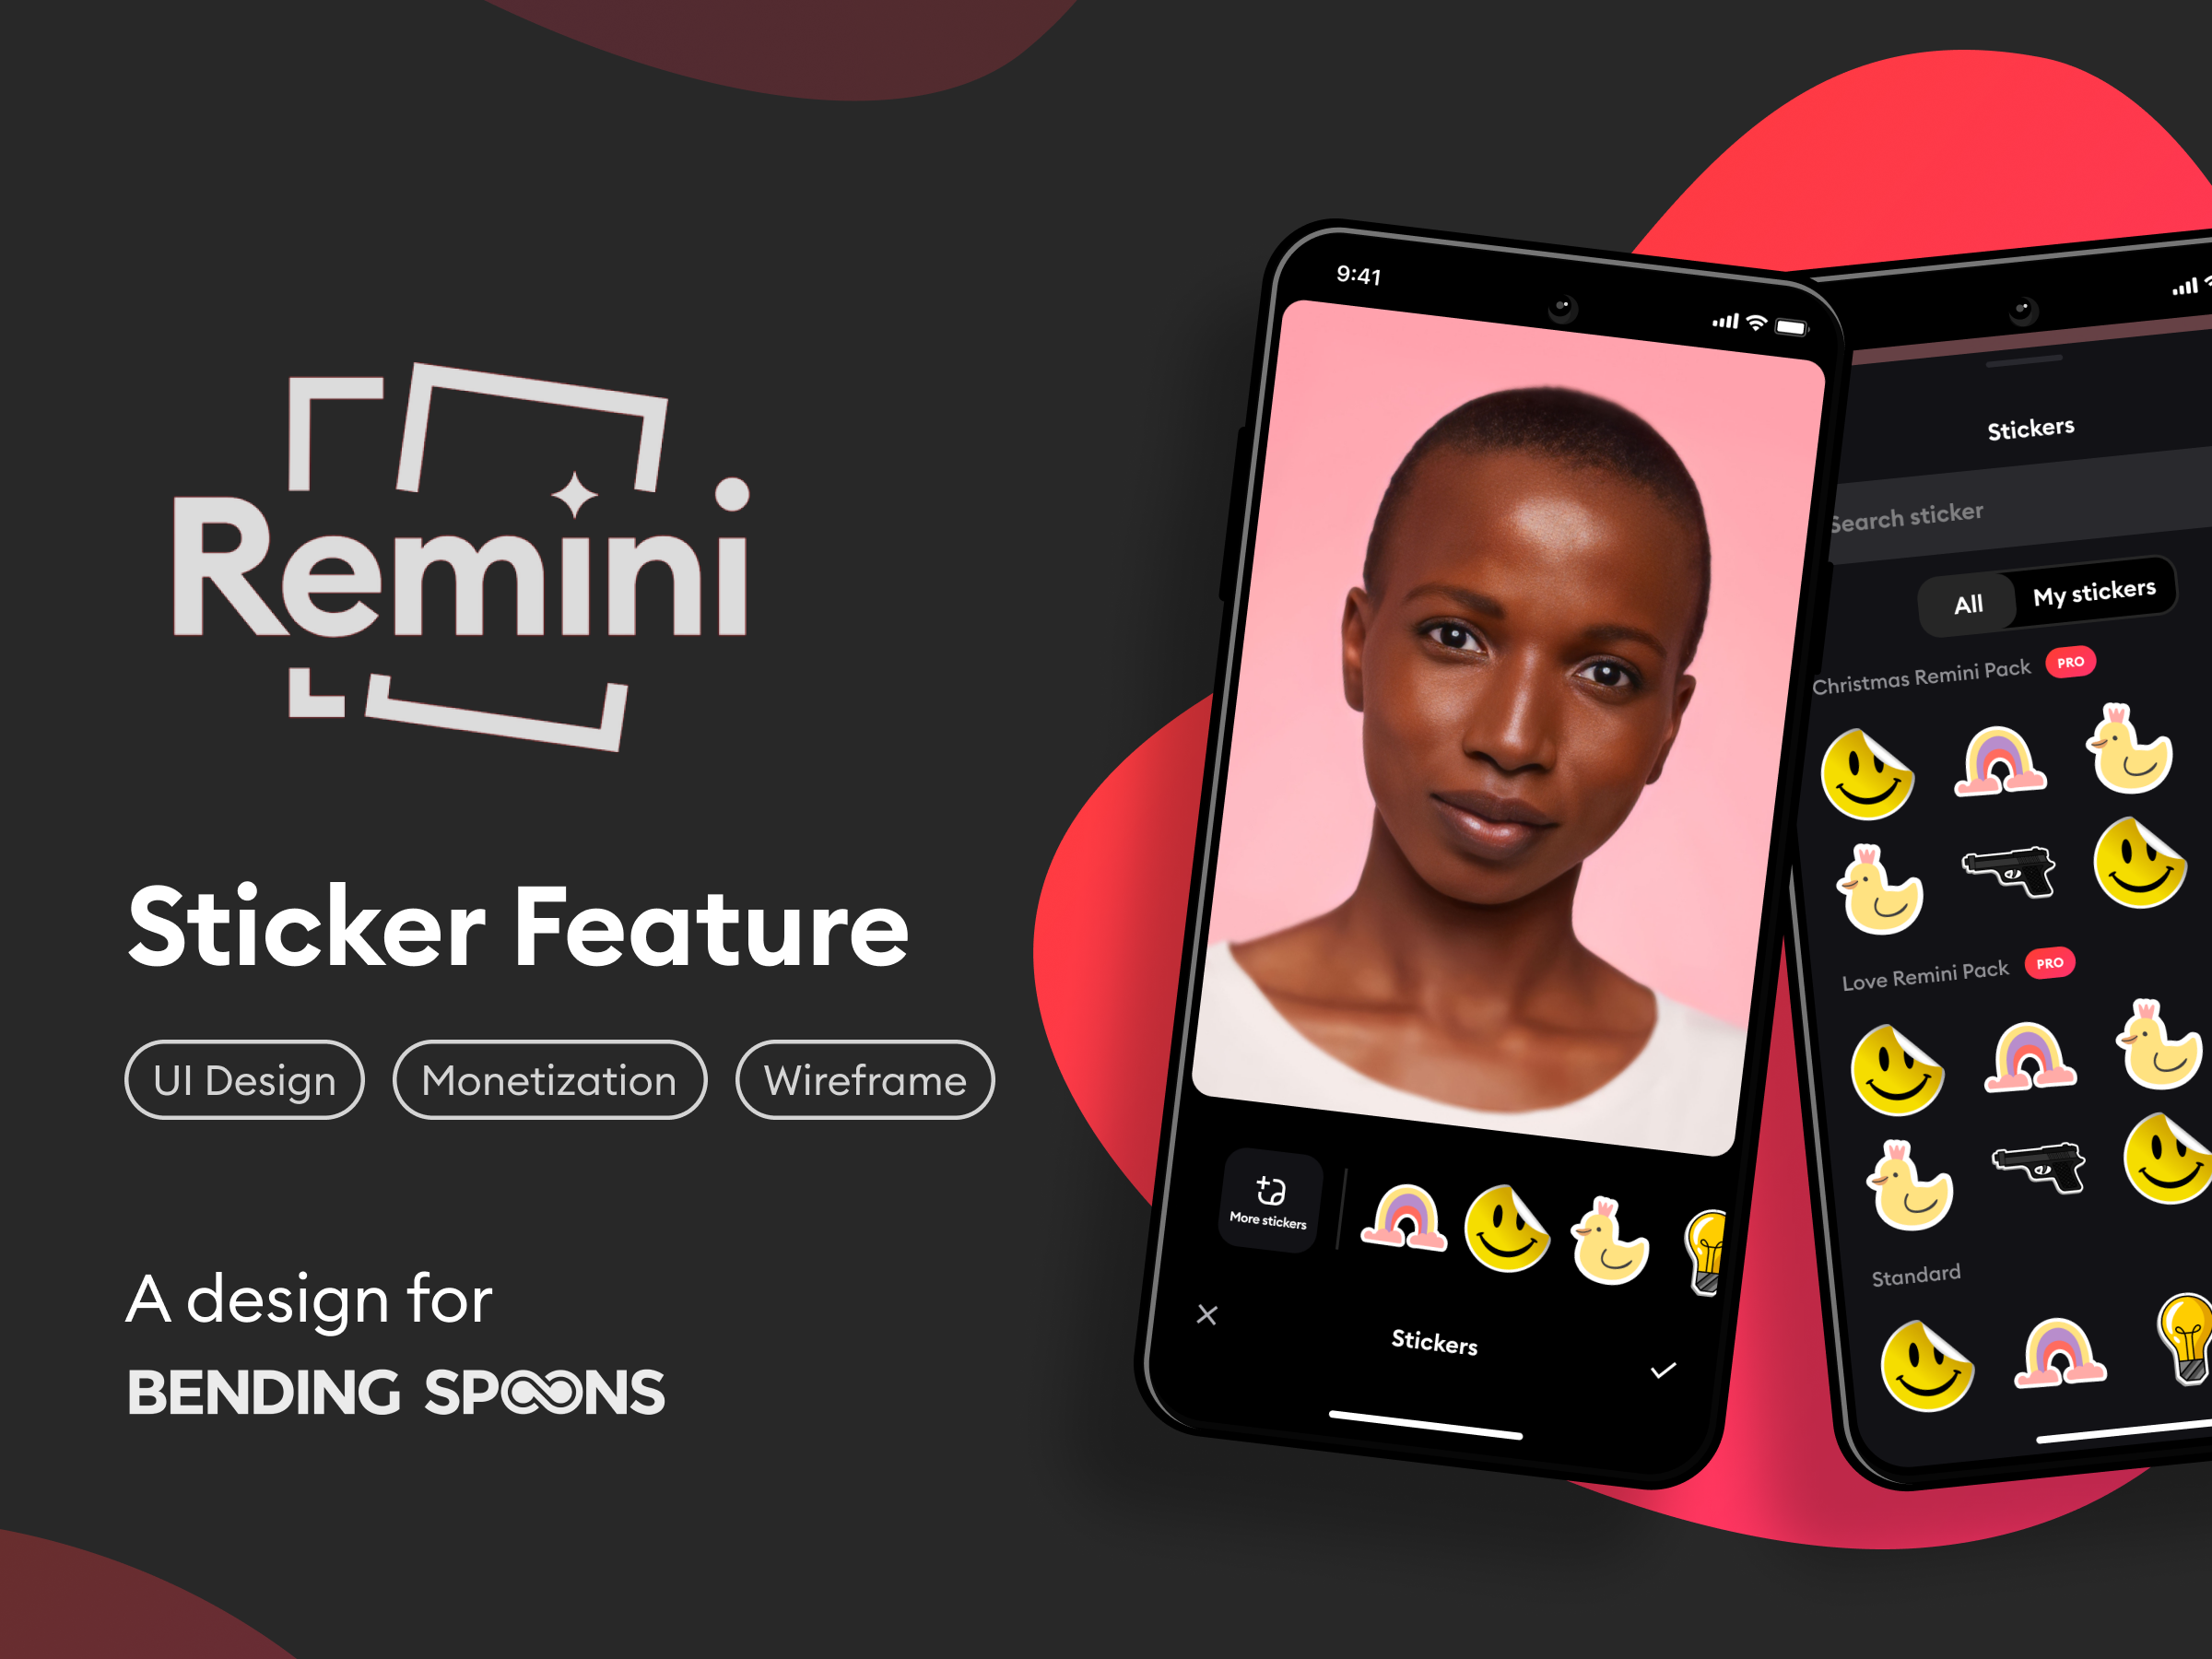 Remini
Sticker Feature
UI Design
Monetization
Wireframe
A design for
BENDING SPOONS
9:41
More stickers
Stickers
Stickers
Search sticker
All
My stickers
Christmas Remini Pack
PRO
Love Remini Pack
PRO
Standard